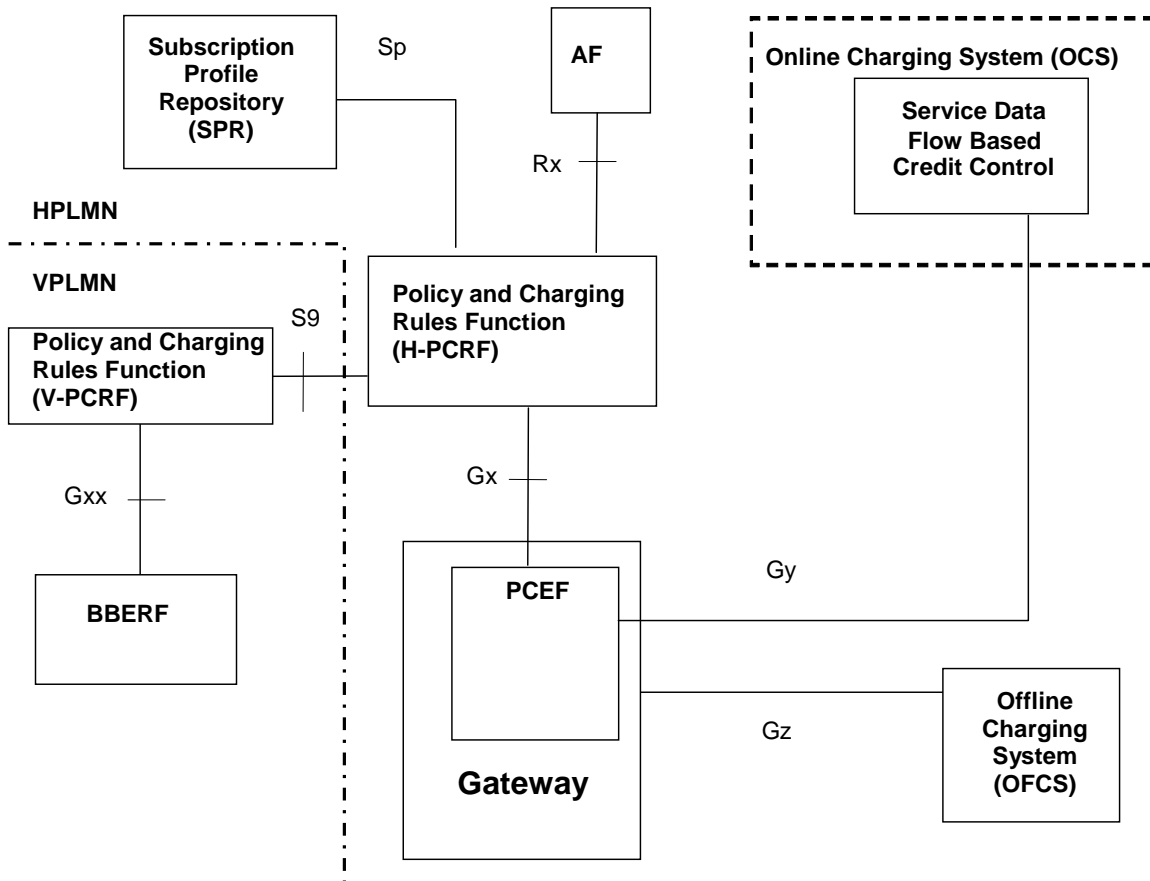 Subscription
Profile
Repository
(SPR)
Sp
AF
Online Charging System (OCS)
Service Data
Flow Based
Credit Control
Rx
HPLMN
VPLMN
Policy and Charging
Rules Function
(H-PCRF)
S9
Policy and Charging
Rules Function
(V-PCRF)
Gx
Gxx
PCEF
Gy
BBERF
Offline
Charging
System
(OFCS)
Gz
Gateway